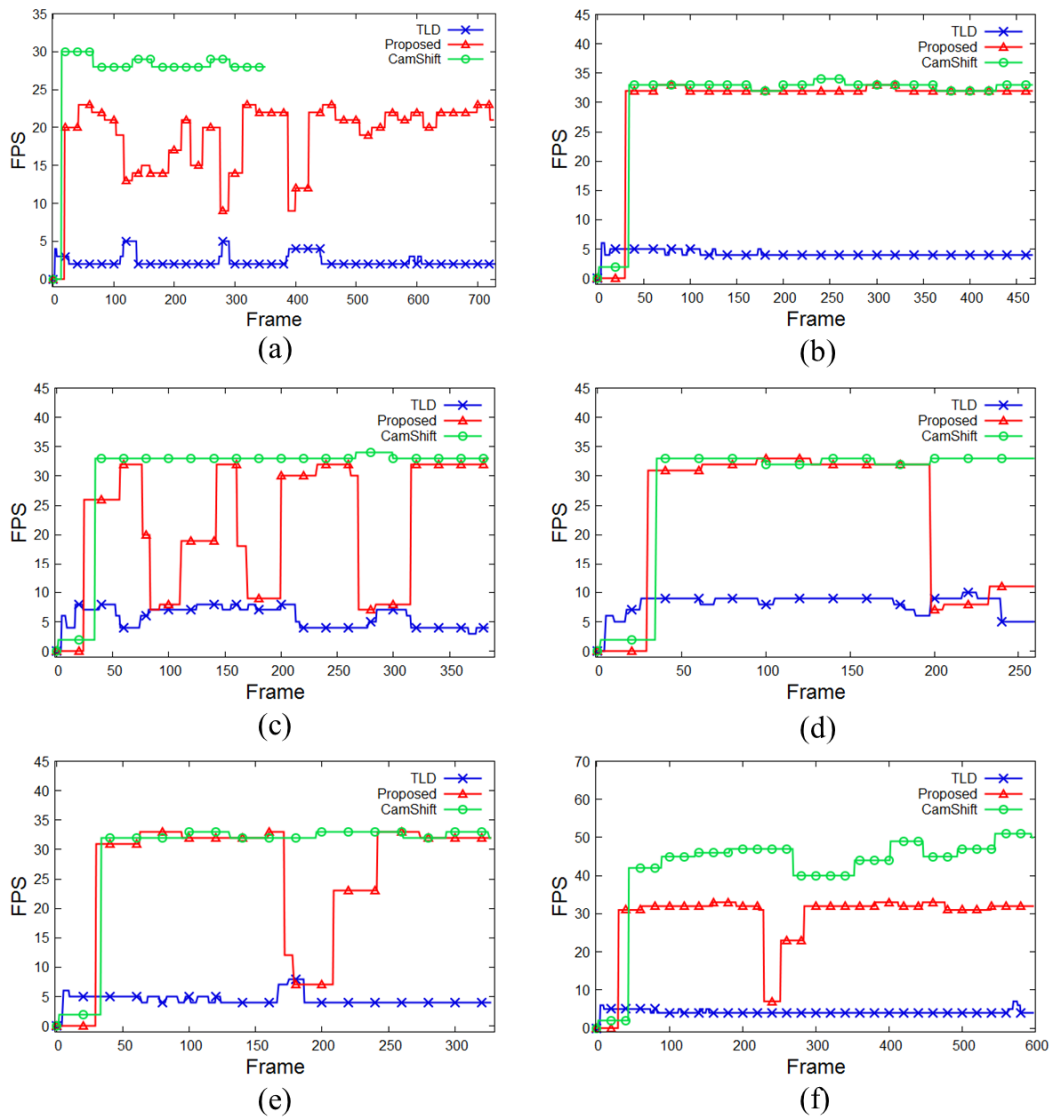 35
30
25
20
15
10
5
0
FPS
TLD
Proposed
CamShift
0 100 200 300 400 500 600 700
Frame
(a)
45
40
35
30
25
20
15
10
5
0
FPS
TLD
Proposed
CamShift
0 50 100 150 200 250 300 350 400 450
Frame
(b)
45
40
35
30
25
20
15
10
5
0
FPS
TLD
Proposed
CamShift
0 50 100 150 200 250 300 350
Frame
(c)
45
40
35
30
25
20
15
10
5
0
FPS
TLD
Proposed
CamShift
0 50 100 150 200 250
Frame
(d)
45
40
35
30
25
20
15
10
5
0
FPS
TLD
Proposed
CamShift
0 50 100 150 200 250 300
Frame
(e)
70
60
50
40
30
20
10
0
FPS
TLD
Proposed
CamShift
0 100 200 300 400 500 600
Frame
(f)